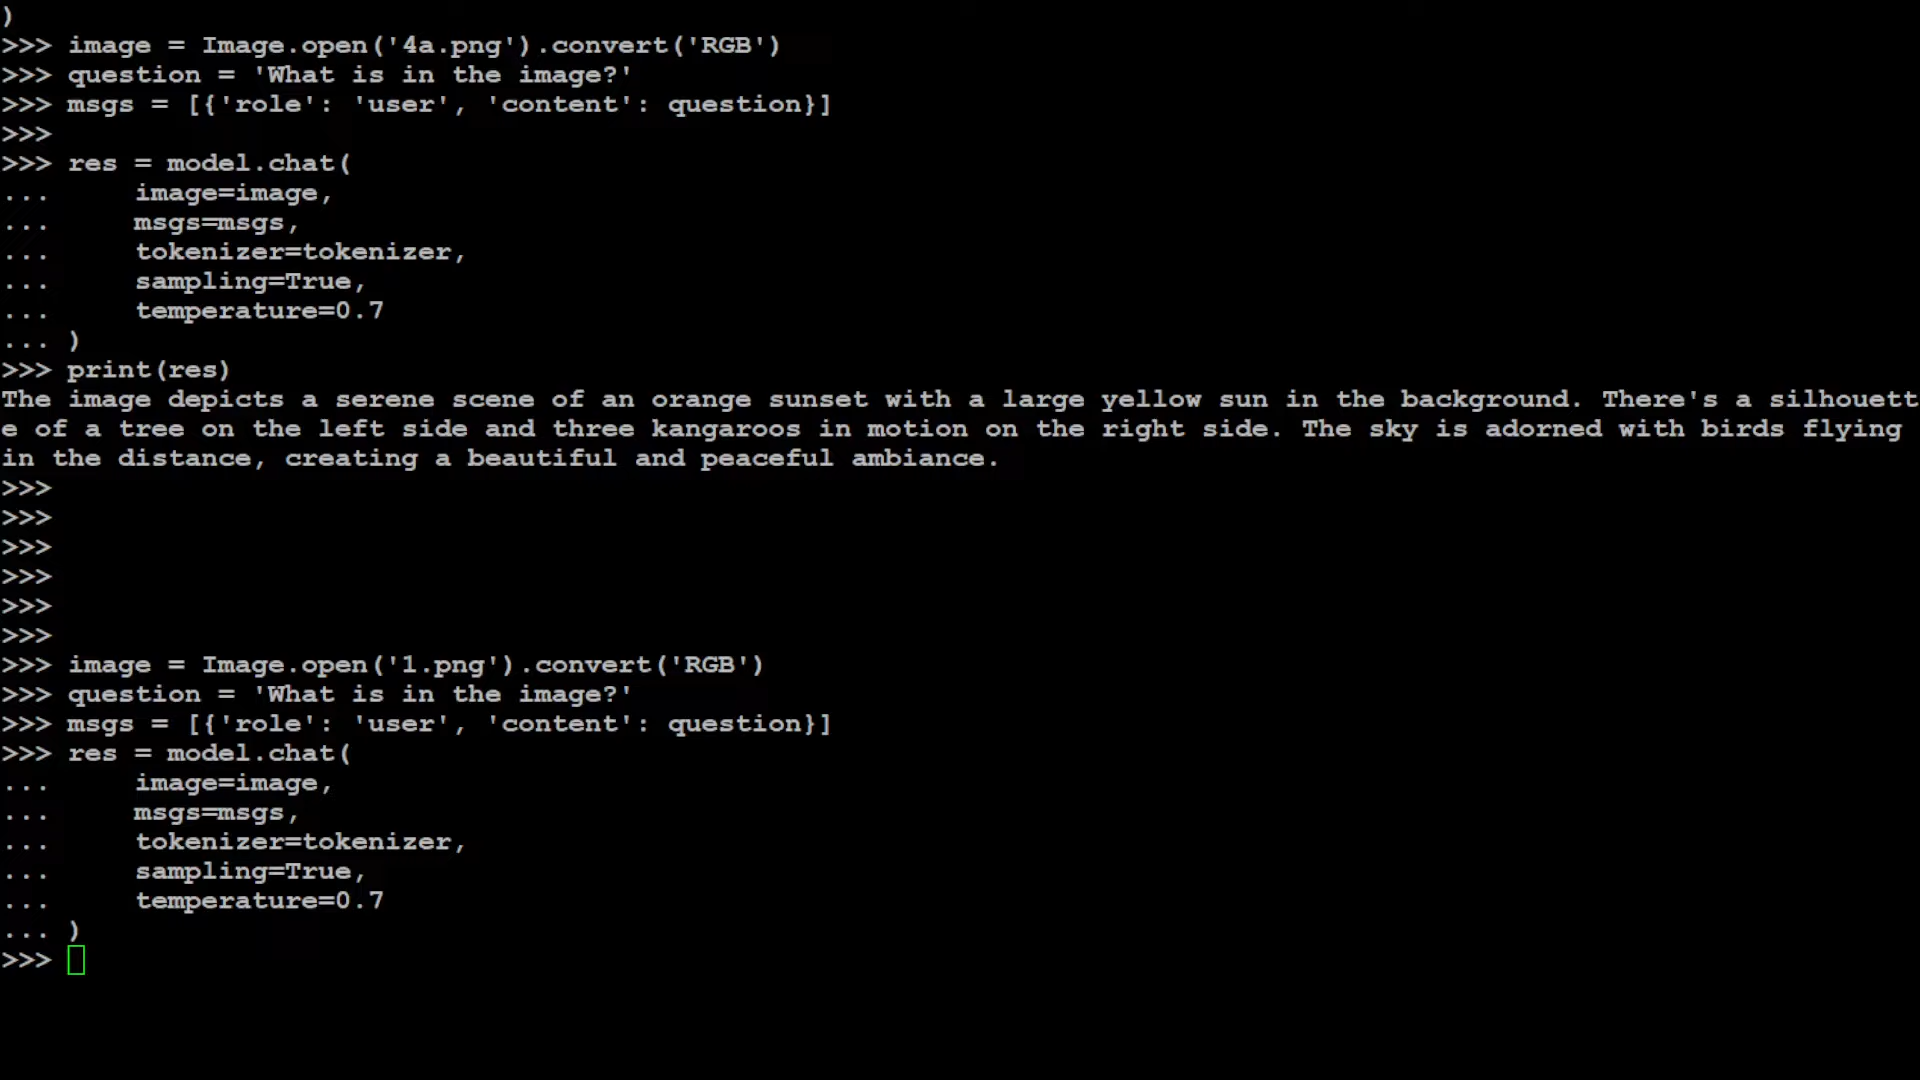 )
>>> image = Image.open('4a.png').convert('RGB')
>>> question = 'What is in the image?'
>>> msgs = [{'role': 'user', 'content': question}]
>>>
>>> res = model.chat(
...     image=image,
...     msgs=msgs,
...     tokenizer=tokenizer,
...     sampling=True,
...     temperature=0.7
... )
>>> print(res)
The image depicts a serene scene of an orange sunset with a large yellow sun in the background. There's a silhouett
e of a tree on the left side and three kangaroos in motion on the right side. The sky is adorned with birds flying
in the distance, creating a beautiful and peaceful ambiance.
>>>
>>>
>>>
>>>
>>>
>>>
>>> image = Image.open('1.png').convert('RGB')
>>> question = 'What is in the image?'
>>> msgs = [{'role': 'user', 'content': question}]
>>> res = model.chat(
...     image=image,
...     msgs=msgs,
...     tokenizer=tokenizer,
...     sampling=True,
...     temperature=0.7
... )
>>>